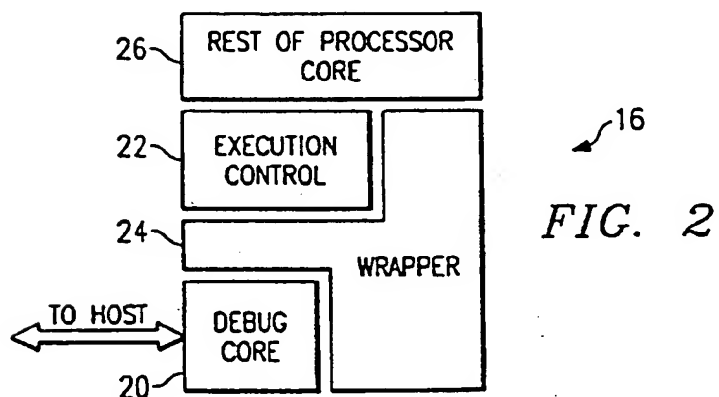 REST OF PROCESSOR
CORE
26
16
22
EXECUTION
CONTROL
FIG. 2
24
WRAPPER
TO HOST
DEBUG
CORE
20